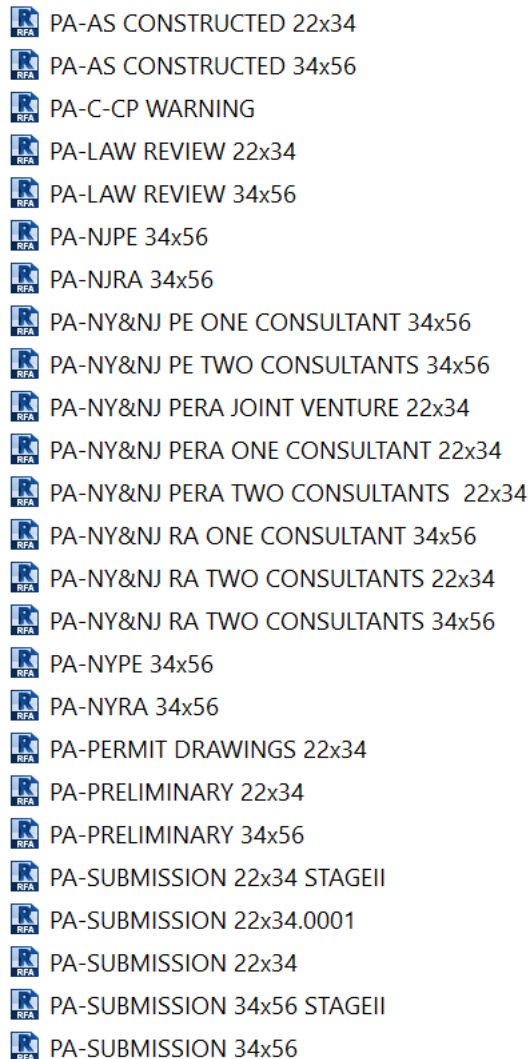 PA-AS CONSTRUCTED 22x34
PA-AS CONSTRUCTED 34x56
PA-C-CP WARNING
PA-LAW REVIEW 22x34
PA-LAW REVIEW 34x56
PA-NJPE 34x56
PA-NJRA 34x56
PA-NY&NJ PE ONE CONSULTANT 34x56
PA-NY&NJ PE TWO CONSULTANTS 34x56
PA-NY&NJ PERA JOINT VENTURE 22x34
PA-NY&NJ PERA ONE CONSULTANT 22x34
PA-NY&NJ PERA TWO CONSULTANTS  22x34
PA-NY&NJ RA ONE CONSULTANT 34x56
PA-NY&NJ RA TWO CONSULTANTS 22x34
PA-NY&NJ RA TWO CONSULTANTS 34x56
PA-NYPE 34x56
PA-NYRA 34x56
PA-PERMIT DRAWINGS 22x34
PA-PRELIMINARY 22x34
PA-PRELIMINARY 34x56
PA-SUBMISSION 22x34 STAGEII
PA-SUBMISSION 22x34.0001
PA-SUBMISSION 22x34
PA-SUBMISSION 34x56 STAGEII
PA-SUBMISSION 34x56